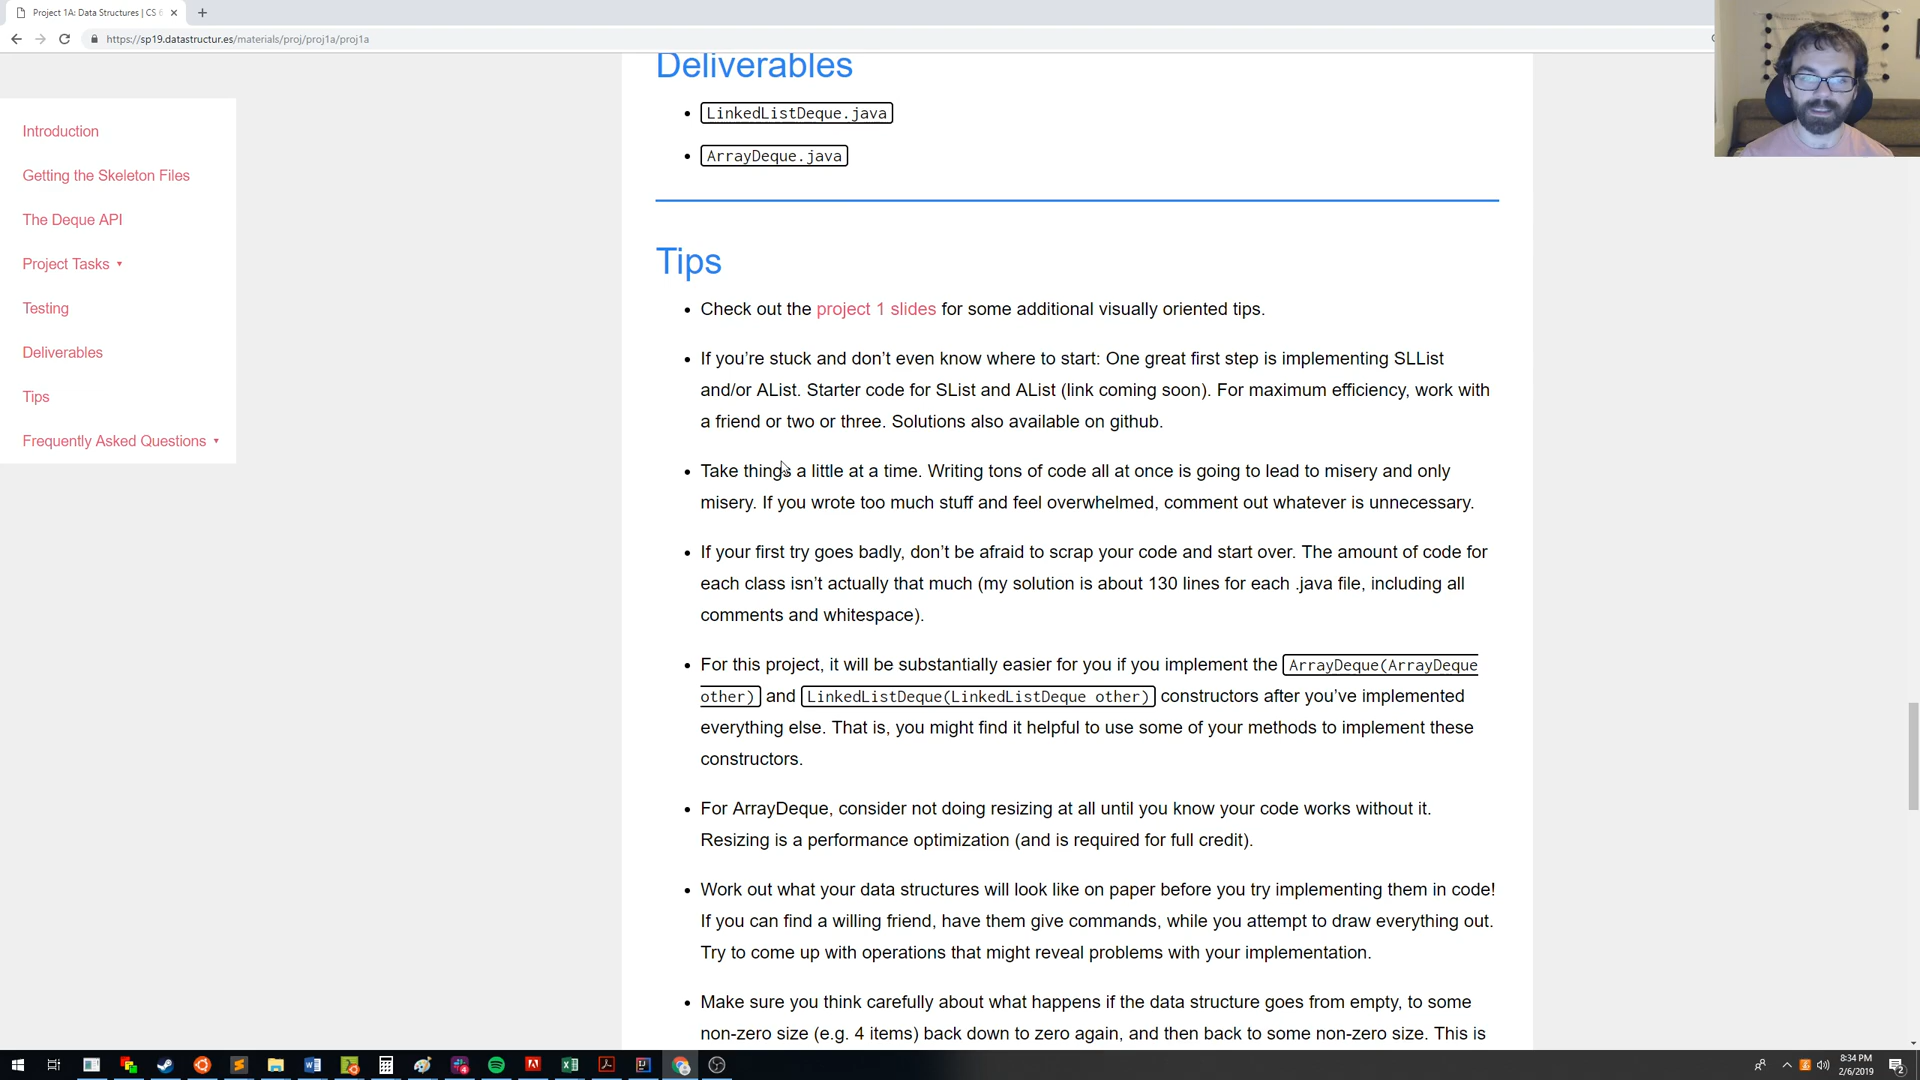 Project 1A: Data Structures | CS 6
https://sp19.datastructur.es/materials/proj/proj1a/proj1a
Introduction
Getting the Skeleton Files
The Deque API
Project Tasks
Testing
Deliverables
Tips
Frequently Asked Questions
Deliverables
LinkedListDeque.java
ArrayDeque.java
Tips
Check out the project 1 slides for some additional visually oriented tips.
If you’re stuck and don’t even know where to start: One great first step is implementing SLList
and/or AList. Starter code for SList and AList (link coming soon). For maximum efficiency, work with
a friend or two or three. Solutions also available on github.
Take things a little at a time. Writing tons of code all at once is going to lead to misery and only
misery. If you wrote too much stuff and feel overwhelmed, comment out whatever is unnecessary.
If your first try goes badly, don’t be afraid to scrap your code and start over. The amount of code for
each class isn’t actually that much (my solution is about 130 lines for each .java file, including all
comments and whitespace).
For this project, it will be substantially easier for you if you implement the ArrayDeque(ArrayDeque
other) and LinkedListDeque(LinkedListDeque other) constructors after you’ve implemented
everything else. That is, you might find it helpful to use some of your methods to implement these
constructors.
For ArrayDeque, consider not doing resizing at all until you know your code works without it.
Resizing is a performance optimization (and is required for full credit).
Work out what your data structures will look like on paper before you try implementing them in code!
If you can find a willing friend, have them give commands, while you attempt to draw everything out.
Try to come up with operations that might reveal problems with your implementation.
Make sure you think carefully about what happens if the data structure goes from empty, to some
non-zero size (e.g. 4 items) back down to zero again, and then back to some non-zero size. This is
8:34 PM
2/6/2019